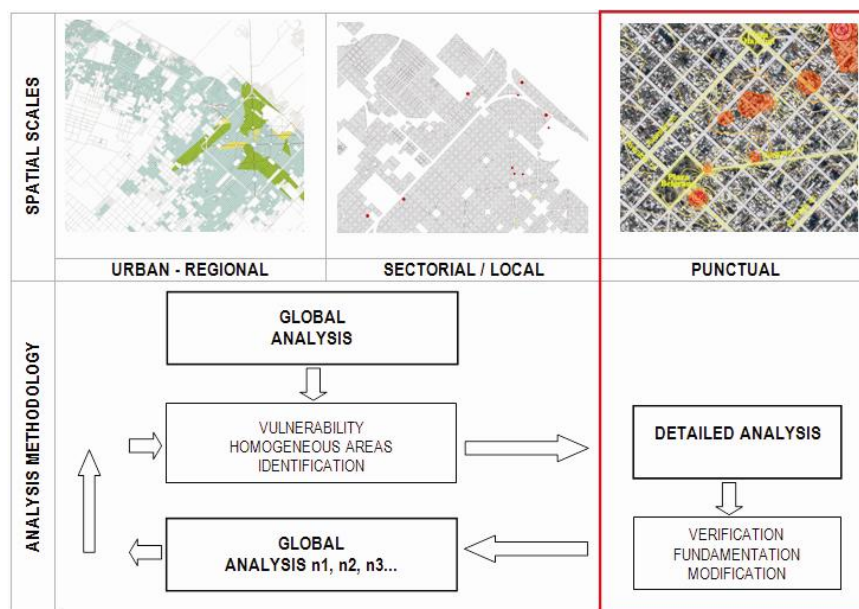 SPATIAL SCALES
URBAN - REGIONAL
SECTORIAL / LOCAL
PUNCTUAL
ANALYSIS METHODOLOGY
GLOBAL
ANALYSIS
VULNERABILITY
HOMOGENEOUS AREAS
IDENTIFICATION
DETAILED ANALYSIS
GLOBAL
ANALYSIS n1, n2, n3...
VERIFICATION
FUNDAMENTATION
MODIFICATION